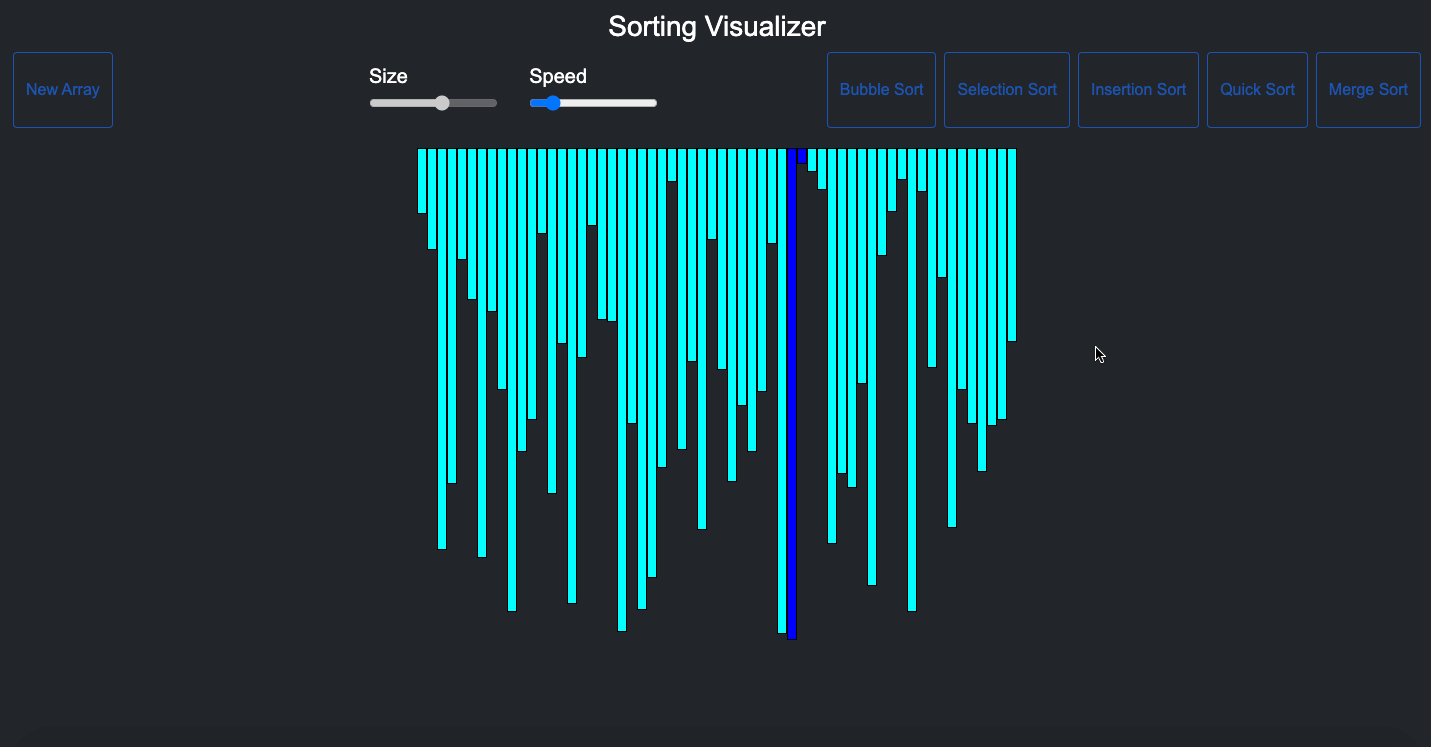 Sorting Visualizer
New Array
Size
Speed
Bubble Sort
Selection Sort
Insertion Sort
Quick Sort
Merge Sort